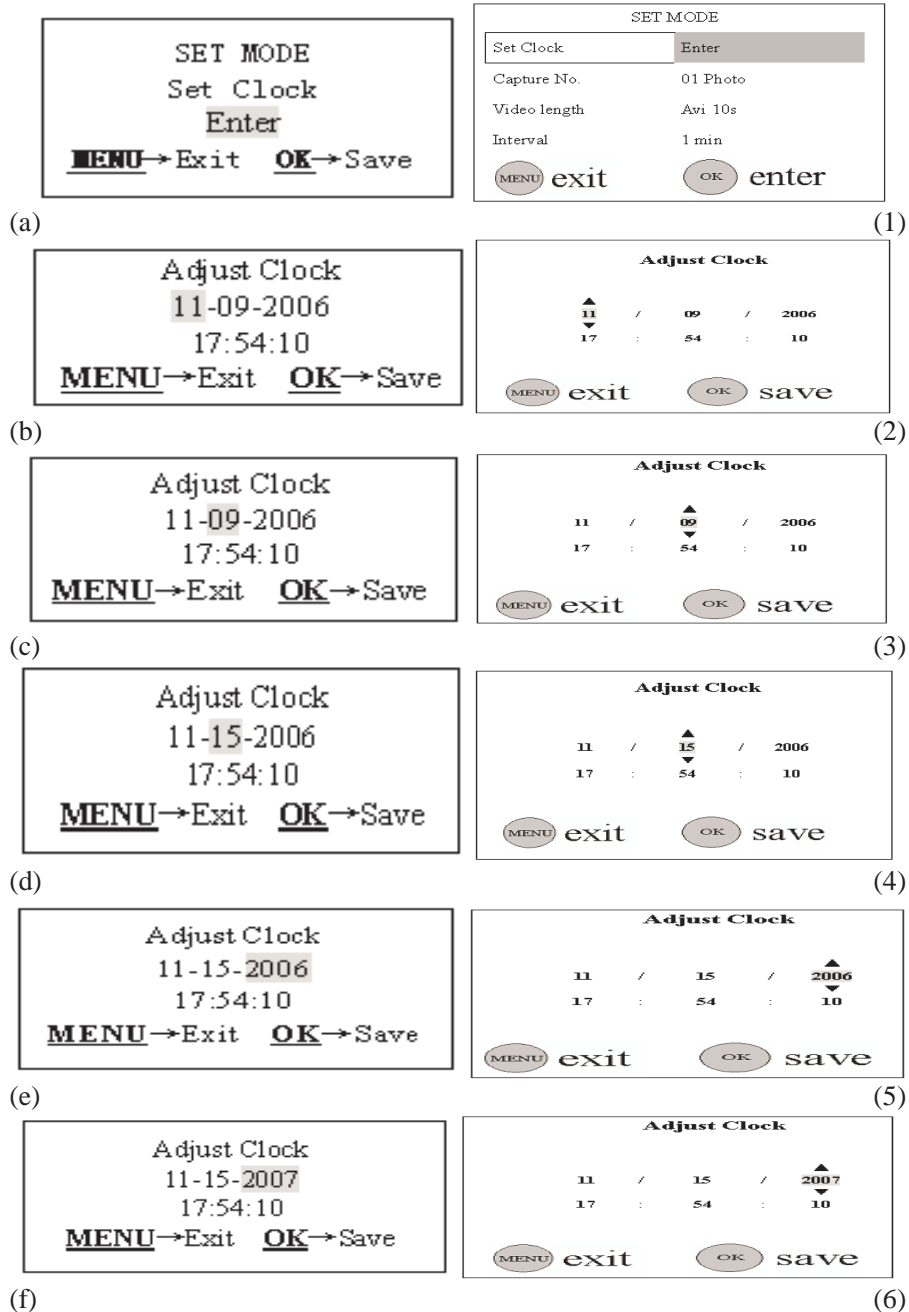 SET MODE
Set Clock
Enter
MENU→Exit OK→Save
(a)
SET MODE
Set Clock Enter
Capture No. 01 Photo
Video length Avi 10s
Interval 1 min
MENU exit OK enter
(1)
Adjust Clock
11-09-2006
17:54:10
MENU→Exit OK→Save
(b)
Adjust Clock
11 / 09 / 2006
17 : 54 : 10
MENU exit OK save
(2)
Adjust Clock
11-09-2006
17:54:10
MENU→Exit OK→Save
(c)
Adjust Clock
11 / 09 / 2006
17 : 54 : 10
MENU exit OK save
(3)
Adjust Clock
11-15-2006
17:54:10
MENU→Exit OK→Save
(d)
Adjust Clock
11 / 15 / 2006
17 : 54 : 10
MENU exit OK save
(4)
Adjust Clock
11-15-2006
17:54:10
MENU→Exit OK→Save
(e)
Adjust Clock
11 / 15 / 2006
17 : 54 : 10
MENU exit OK save
(5)
Adjust Clock
11-15-2007
17:54:10
MENU→Exit OK→Save
(f)
Adjust Clock
11 / 15 / 2007
17 : 54 : 10
MENU exit OK save
(6)